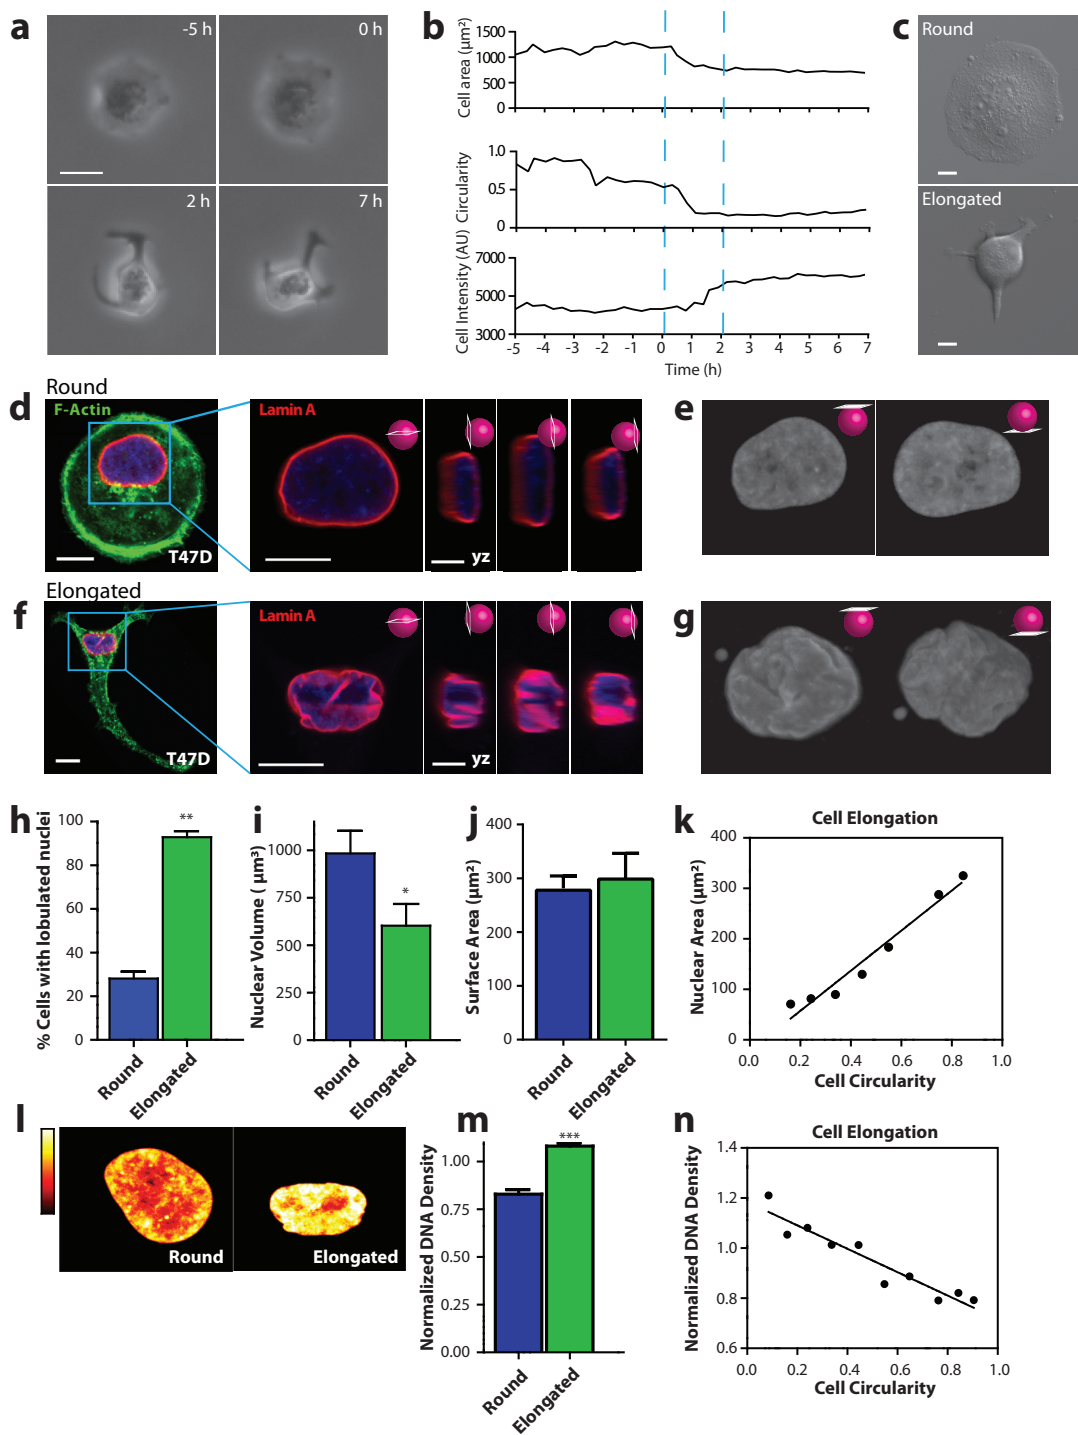 a
-5 h
0 h
2 h
7 h
b
Cell area (µm²)
1500
1000
500
0
Circularity
1.0
0.5
0
Cell Intensity (AU)
7000
5000
3000
-5 -4 -3 -2 -1 0 1 2 3 4 5 6 7
Time (h)
c
Round
Elongated
Round
d
F-Actin
T47D
Lamin A
yz
e
Elongated
f
T47D
Lamin A
yz
g
h
% Cells with lobulated nuclei
100
80
60
40
20
0
**
Round
Elongated
i
Nuclear Volume ( µm³)
1000
750
500
250
0
*
Round
Elongated
j
Surface Area (µm²)
400
300
200
100
0
Round
Elongated
k
Cell Elongation
Nuclear Area (µm²)
400
300
200
100
0
0.0 0.2 0.4 0.6 0.8 1.0
Cell Circularity
l
Round
Elongated
m
Normalized DNA Density
1.00
0.75
0.50
0.25
0.00
***
Round
Elongated
n
Cell Elongation
Normalized DNA Density
1.4
1.2
1.0
0.8
0.6
0.0 0.2 0.4 0.6 0.8 1.0
Cell Circularity